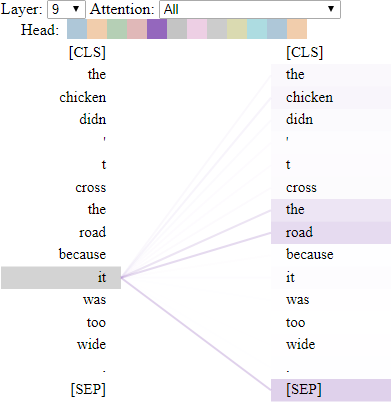 Layer: 9 Attention: All
Head:
[CLS] [CLS]
the the
chicken chicken
didn didn
' '
t t
cross cross
the the
road road
because because
it it
was was
too too
wide wide
. .
[SEP] [SEP]